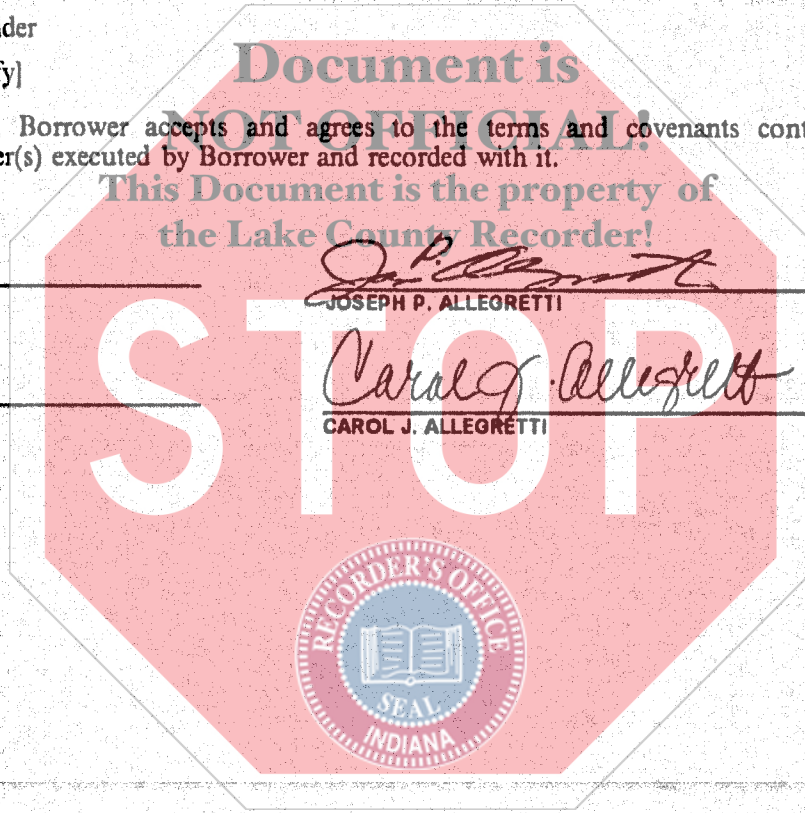 der
fy]
Document is
NOT OFFICIAL!
Borrower accepts and agrees to the terms and covenants cont
er(s) executed by Borrower and recorded with it.
This Document is the property of
the Lake County Recorder!
JOSEPH P. ALLEGRETTI
Carol J. Allegretti
CAROL J. ALLEGRETTI
STOP
RECORDER'S OFFICE
SEAL
INDIANA